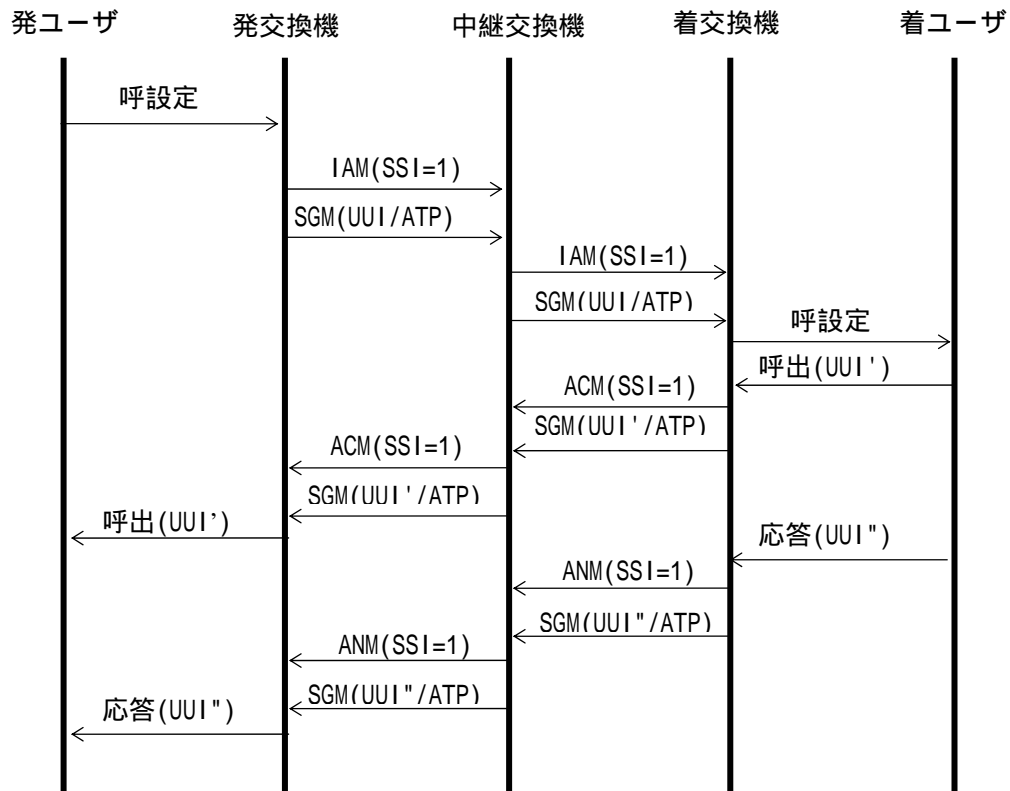 発ユーザ 発交換機 中継交換機 着交換機 着ユーザ
呼設定
IAM(SSI=1)
SGM(UUI/ATP)
IAM(SSI=1)
SGM(UUI/ATP)
呼設定
呼出(UUI')
ACM(SSI=1)
SGM(UUI'/ATP)
ACM(SSI=1)
SGM(UUI'/ATP)
呼出(UUI’)
応答(UUI")
ANM(SSI=1)
SGM(UUI"/ATP)
ANM(SSI=1)
SGM(UUI"/ATP)
応答(UUI")